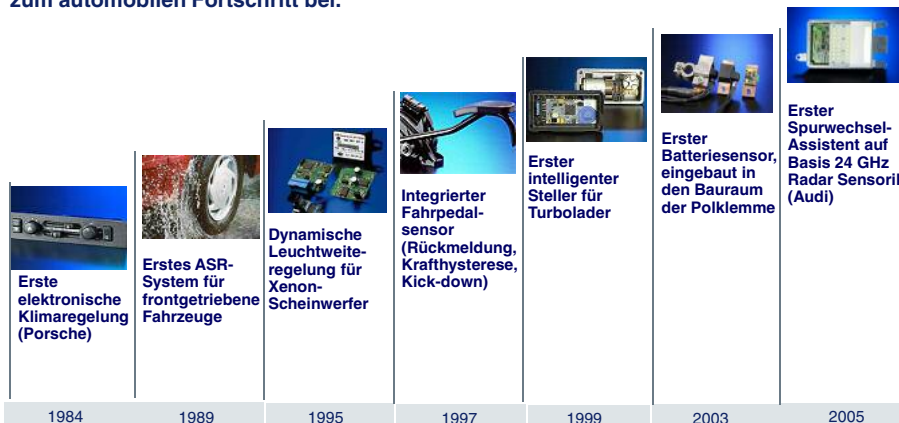 zum automobilen Fortschritt bei.
Erste
elektronische
Klimaregelung
(Porsche)
Erstes ASR-
System für
frontgetriebene
Fahrzeuge
Dynamische
Leuchtweite-
regelung für
Xenon-
Scheinwerfer
Integrierter
Fahrpedal-
sensor
(Rückmeldung,
Krafthysterese,
Kick-down)
Erster
intelligenter
Steller für
Turbolader
Erster
Batteriesensor,
eingebaut in
den Bauraum
der Polklemme
Erster
Spurwechsel-
Assistent auf
Basis 24 GHz
Radar Sensorik
(Audi)
1984 1989 1995 1997 1999 2003 2005